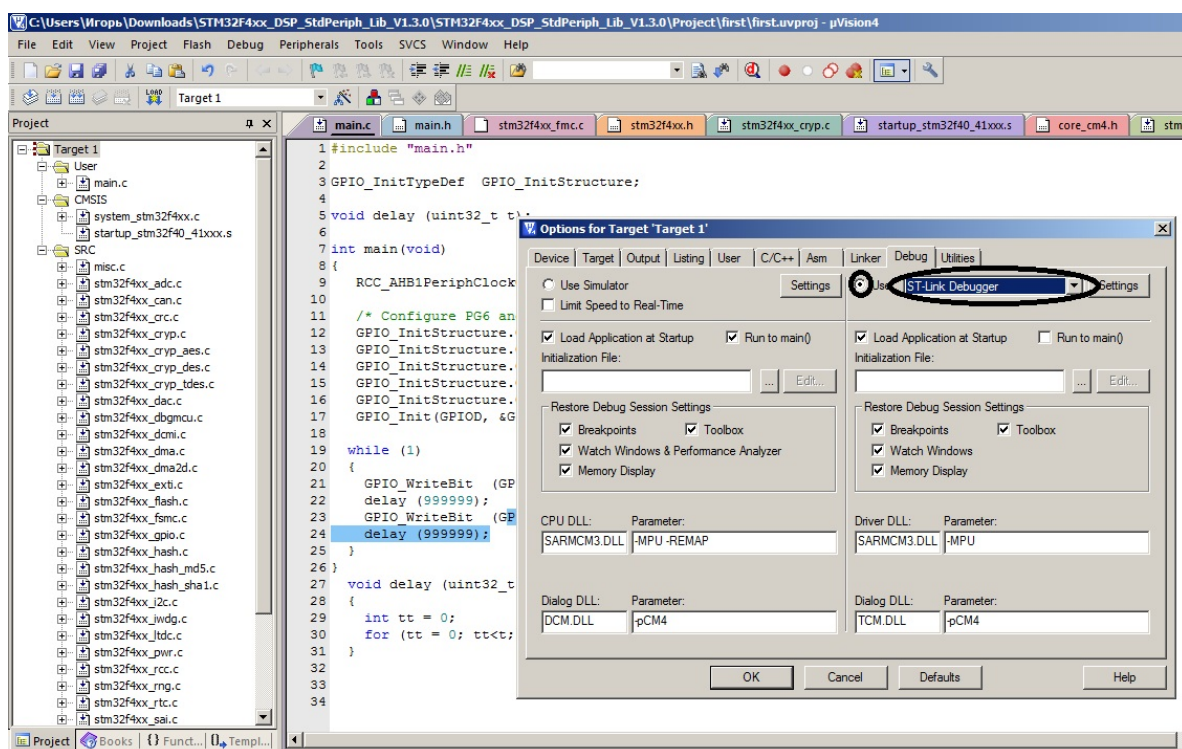 C:\Users\Игорь\Downloads\STM32F4xx_DSP_StdPeriph_Lib_V1.3.0\STM32F4xx_DSP_StdPeriph_Lib_V1.3.0\Project\first\first.uvproj - µVision4
File Edit View Project Flash Debug Peripherals Tools SVCS Window Help
LOAD Target 1
Project
main.c main.h stm32f4xx_fmc.c stm32f4xx.h stm32f4xx_cryp.c startup_stm32f40_41xxx.s core_cm4.h stm
Target 1
User
main.c
CMSIS
system_stm32f4xx.c
startup_stm32f40_41xxx.s
SRC
misc.c
stm32f4xx_adc.c
stm32f4xx_can.c
stm32f4xx_crc.c
stm32f4xx_cryp.c
stm32f4xx_cryp_aes.c
stm32f4xx_cryp_des.c
stm32f4xx_cryp_tdes.c
stm32f4xx_dac.c
stm32f4xx_dbgmcu.c
stm32f4xx_dcmi.c
stm32f4xx_dma.c
stm32f4xx_dma2d.c
stm32f4xx_exti.c
stm32f4xx_flash.c
stm32f4xx_fsmc.c
stm32f4xx_gpio.c
stm32f4xx_hash.c
stm32f4xx_hash_md5.c
stm32f4xx_hash_sha1.c
stm32f4xx_i2c.c
stm32f4xx_iwdg.c
stm32f4xx_ltdc.c
stm32f4xx_pwr.c
stm32f4xx_rcc.c
stm32f4xx_rng.c
stm32f4xx_rtc.c
stm32f4xx_sai.c
Project Books Funct... Templ...
1 #include "main.h"
2
3 GPIO_InitTypeDef GPIO_InitStructure;
4
5 void delay (uint32_t t);
6
7 int main(void)
8 {
9 RCC_AHB1PeriphClock
10
11 /* Configure PG6 an
12 GPIO_InitStructure.
13 GPIO_InitStructure.
14 GPIO_InitStructure.
15 GPIO_InitStructure.
16 GPIO_InitStructure.
17 GPIO_Init(GPIOD, &G
18
19 while (1)
20 {
21 GPIO_WriteBit (GP
22 delay (999999);
23 GPIO_WriteBit (GP
24 delay (999999);
25 }
26 }
27 void delay (uint32_t
28 {
29 int tt = 0;
30 for (tt = 0; tt<t;
31 }
32
33
34
Options for Target 'Target 1'
Device Target Output Listing User C/C++ Asm Linker Debug Utilities
Use Simulator Settings
Limit Speed to Real-Time
Load Application at Startup Run to main()
Initialization File:
... Edit...
Restore Debug Session Settings
Breakpoints Toolbox
Watch Windows & Performance Analyzer
Memory Display
CPU DLL: Parameter:
SARMCM3.DLL -MPU -REMAP
Dialog DLL: Parameter:
DCM.DLL -pCM4
ST-Link Debugger Settings
Load Application at Startup Run to main()
Initialization File:
... Edit...
Restore Debug Session Settings
Breakpoints Toolbox
Watch Windows
Memory Display
Driver DLL: Parameter:
SARMCM3.DLL -MPU
Dialog DLL: Parameter:
TCM.DLL -pCM4
OK Cancel Defaults Help